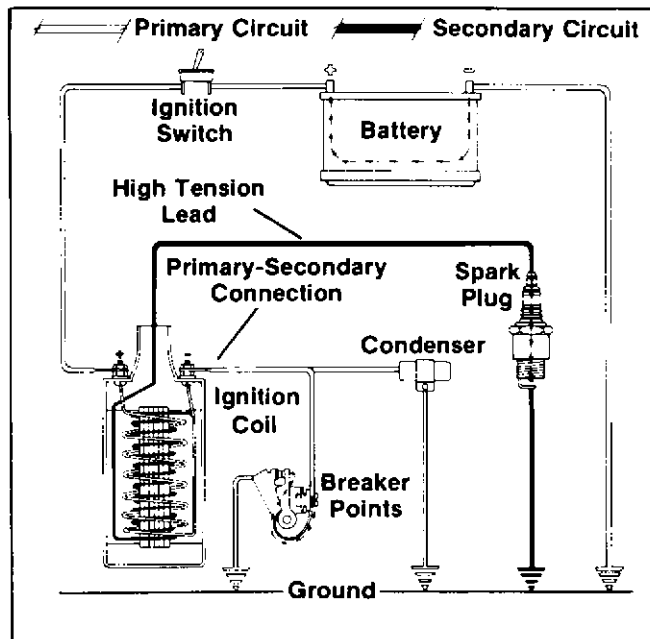 Primary Circuit
Secondary Circuit
Ignition
Switch
+
-
Battery
High Tension
Lead
Primary-Secondary
Connection
Spark
Plug
Condenser
+
-
Ignition
Coil
Breaker
Points
Ground